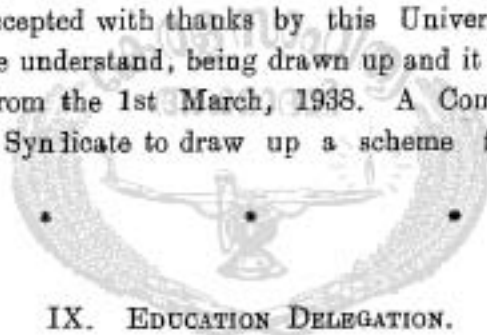 ccepted with thanks by this Univer
e understand, being drawn up and it
rom the 1st March, 1938. A Com
Syndicate to draw up a scheme
• • •
IX. EDUCATION DELEGATION.